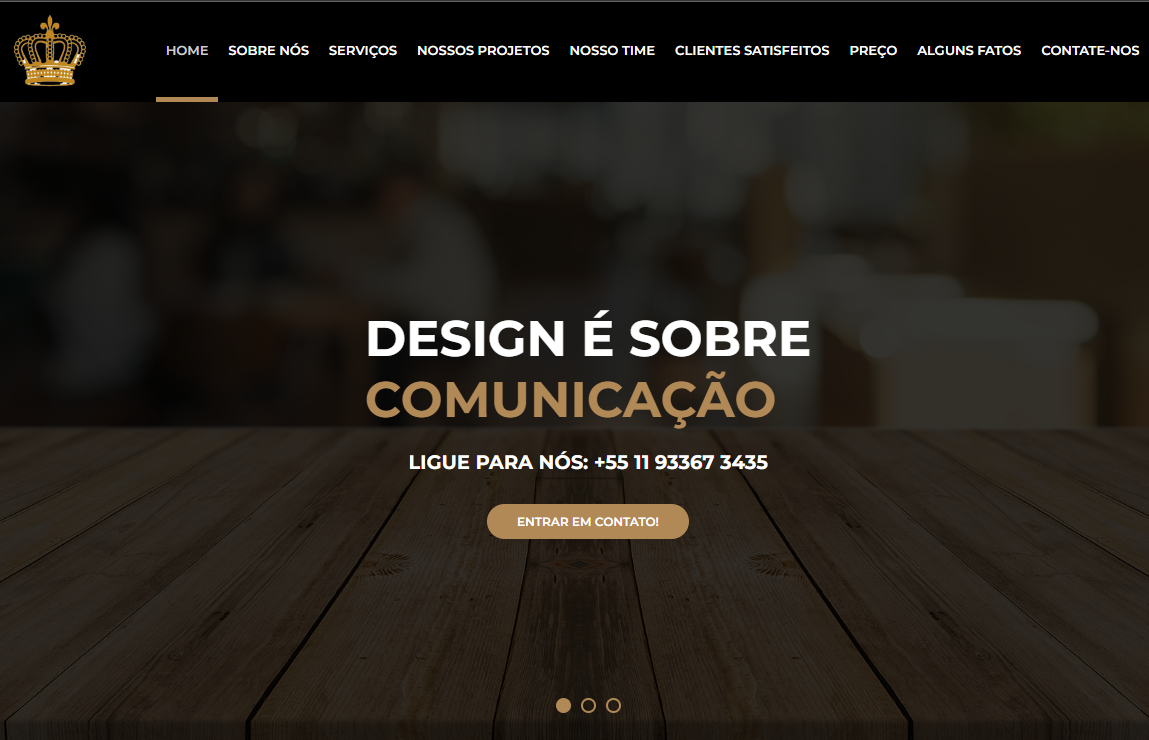 HOME SOBRE NÓS SERVIÇOS NOSSOS PROJETOS NOSSO TIME CLIENTES SATISFEITOS PREÇO ALGUNS FATOS CONTATE-NOS
DESIGN É SOBRE
COMUNICAÇÃO
LIGUE PARA NÓS: +55 11 93367 3435
ENTRAR EM CONTATO!